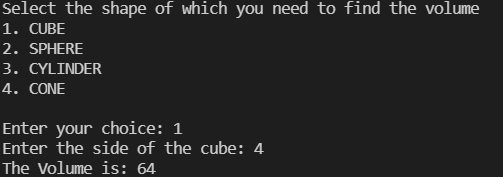 Select the shape of which you need to find the volume
1. CUBE
2. SPHERE
3. CYLINDER
4. CONE
Enter your choice: 1
Enter the side of the cube: 4
The Volume is: 64